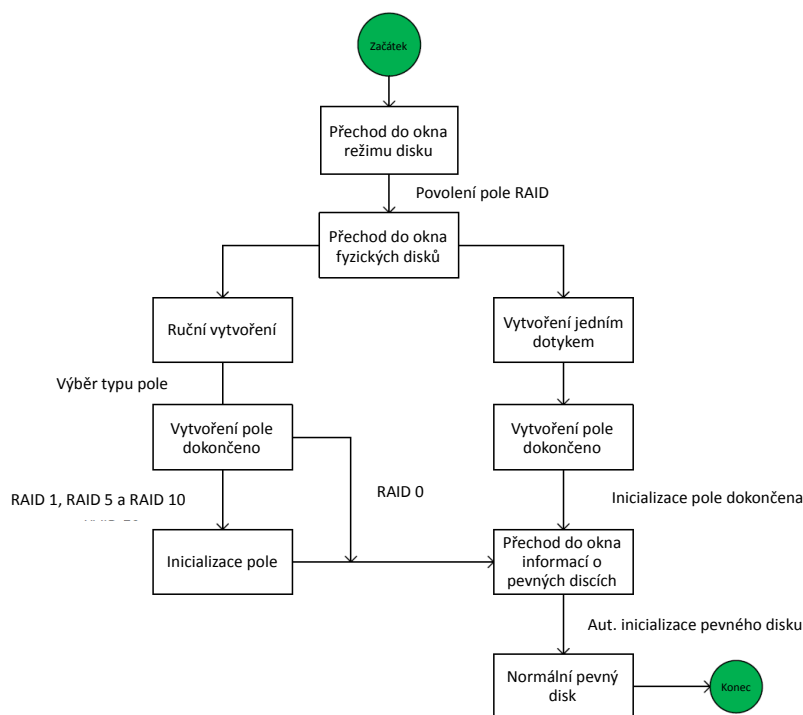 Začátek
Přechod do okna
režimu disku
Povolení pole RAID
Přechod do okna
fyzických disků
Ruční vytvoření
Vytvoření jedním
dotykem
Výběr typu pole
Vytvoření pole
dokončeno
Vytvoření pole
dokončeno
RAID 1, RAID 5 a RAID 10
RAID 0
Inicializace pole dokončena
Inicializace pole
Přechod do okna
informací o
pevných discích
Aut. inicializace pevného disku
Normální pevný
disk
Konec